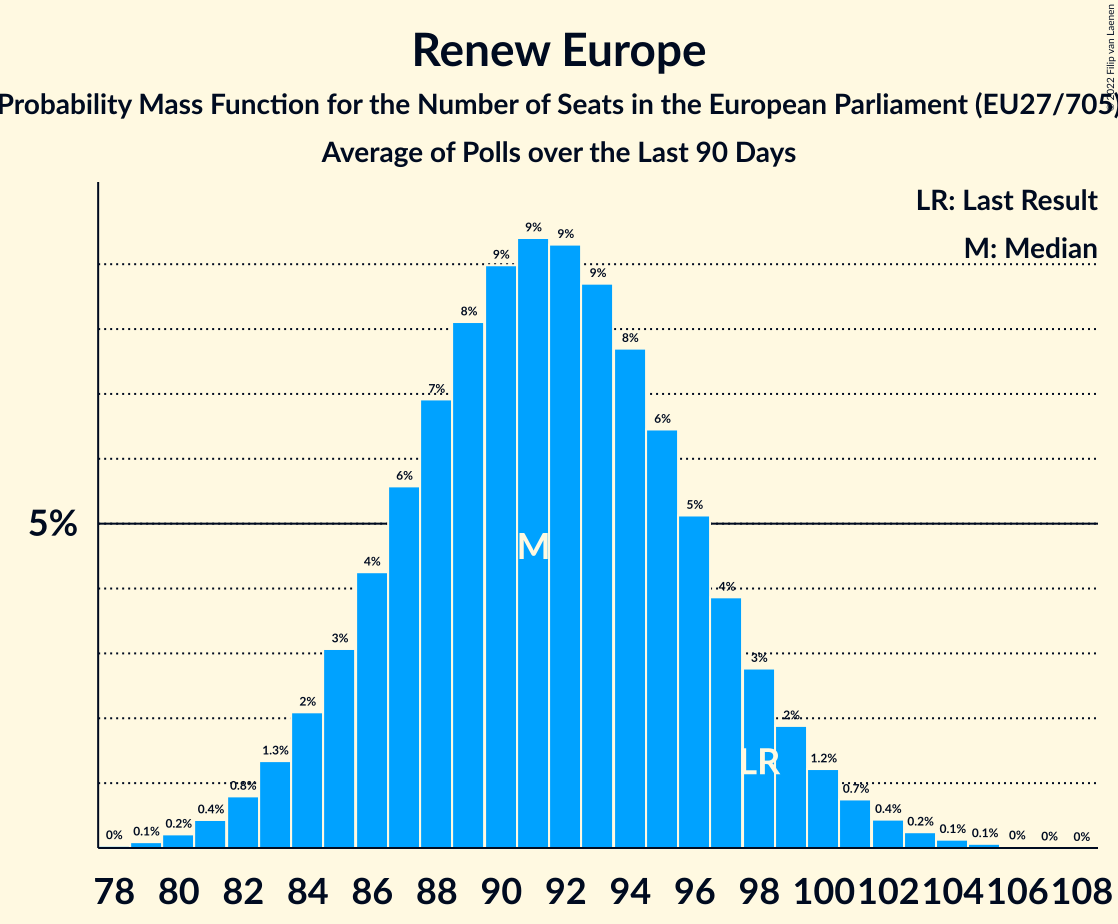 © 2022 Filip van Laenen
Renew Europe
Probability Mass Function for the Number of Seats in the European Parliament (EU27/705)
Average of Polls over the Last 90 Days
LR: Last Result
M: Median
5%
0% 0.1% 0.2% 0.4% 0.8% 1.3% 2% 3% 4% 6% 7% 8% 9% 9% 9% 9% 8% 6% 5% 4% 3% 2% 1.2% 0.7% 0.4% 0.2% 0.1% 0.1% 0% 0% 0%
M
LR
78 80 82 84 86 88 90 92 94 96 98 100 102 104 106 108